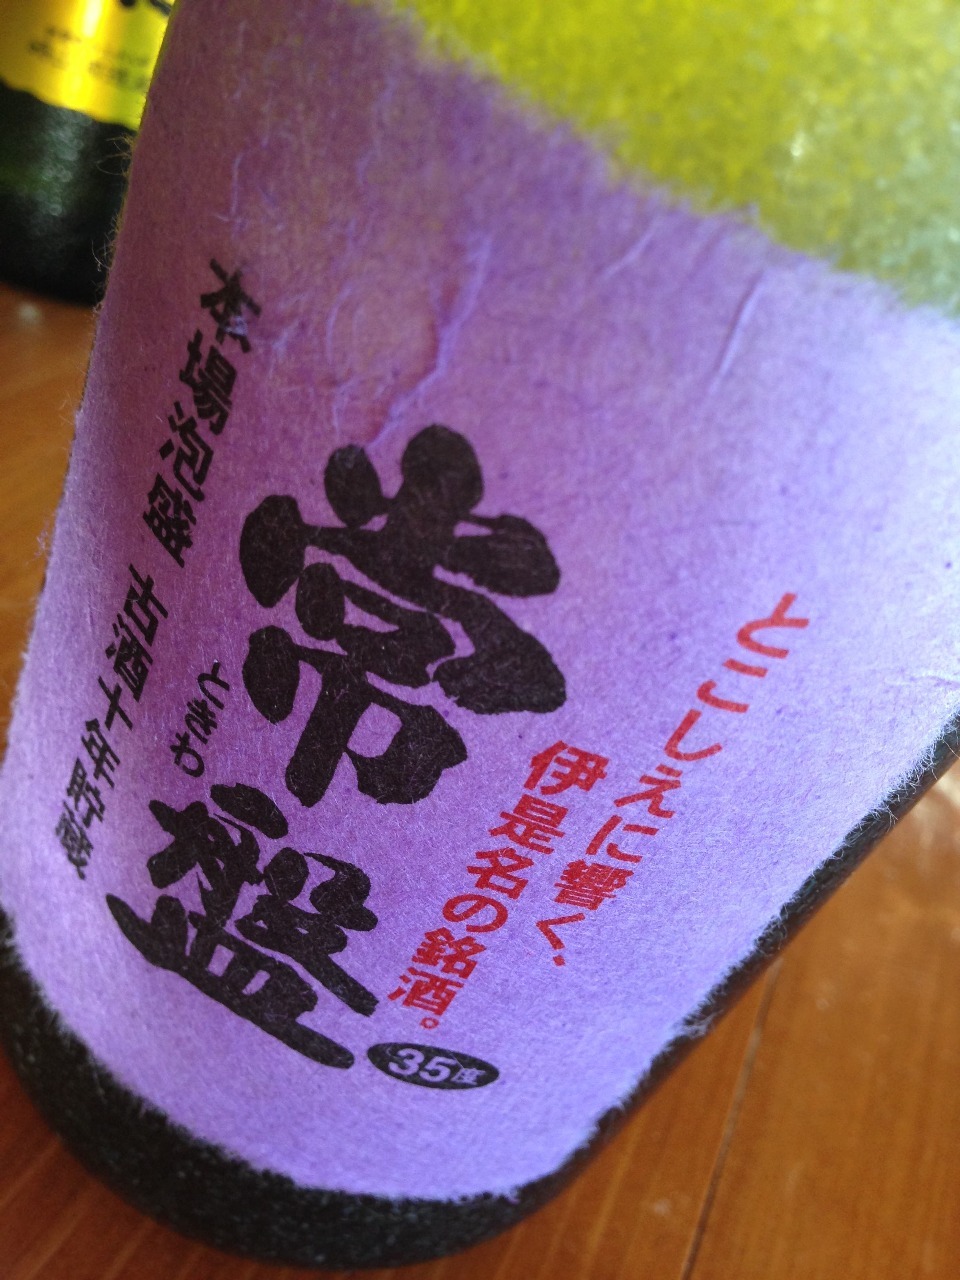 とこしえに響く、
伊是名の銘酒。
常盤
ときわ
本場泡盛 古酒十年貯蔵
35度